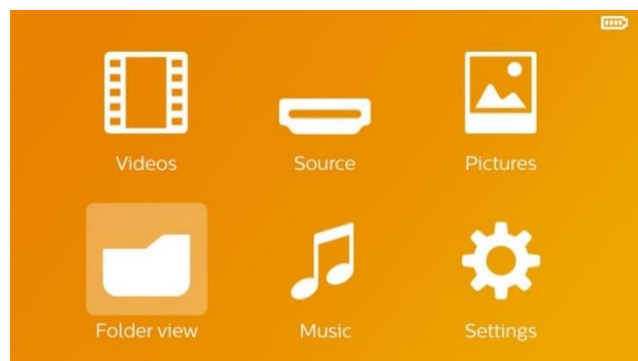 Videos
Source
Pictures
Folder view
Music
Settings